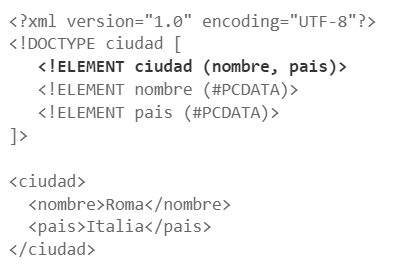 <?xml version="1.0" encoding="UTF-8"?>
<!DOCTYPE ciudad [
   <!ELEMENT ciudad (nombre, pais)>
   <!ELEMENT nombre (#PCDATA)>
   <!ELEMENT pais (#PCDATA)>
]>

<ciudad>
  <nombre>Roma</nombre>
  <pais>Italia</pais>
</ciudad>